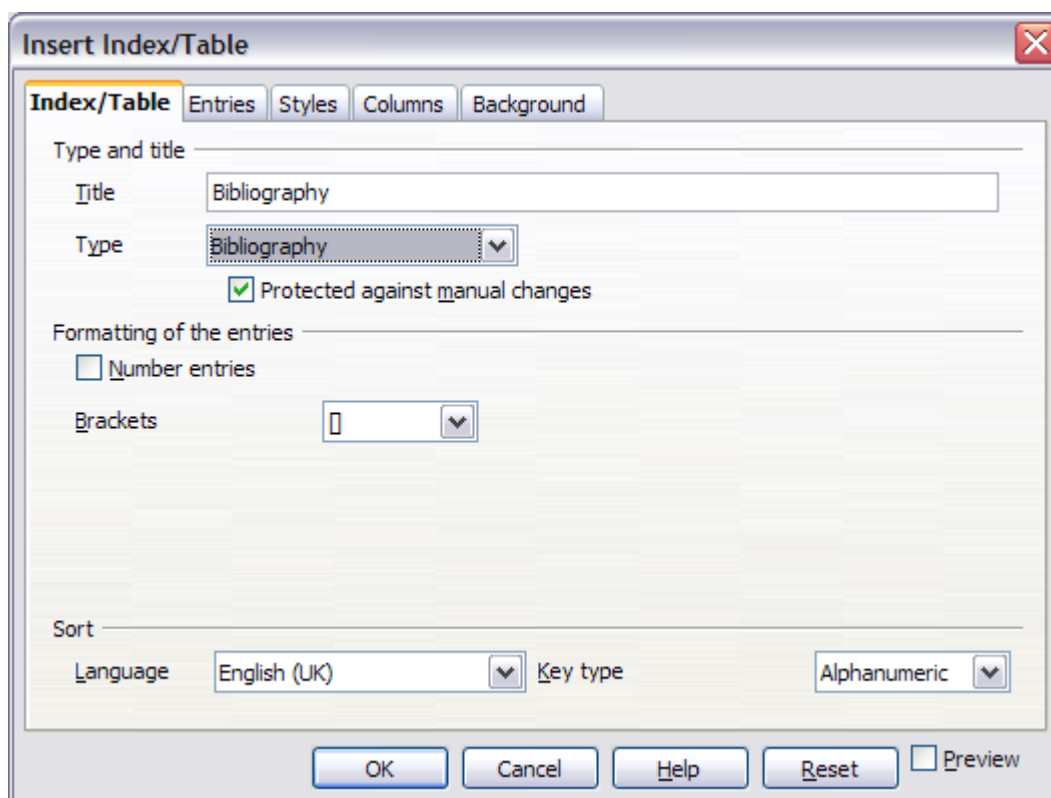 Insert Index/Table
Index/Table Entries Styles Columns Background
Type and title
Title Bibliography
Type Bibliography
Protected against manual changes
Formatting of the entries
Number entries
Brackets []
Sort
Language English (UK) Key type Alphanumeric
OK Cancel Help Reset Preview